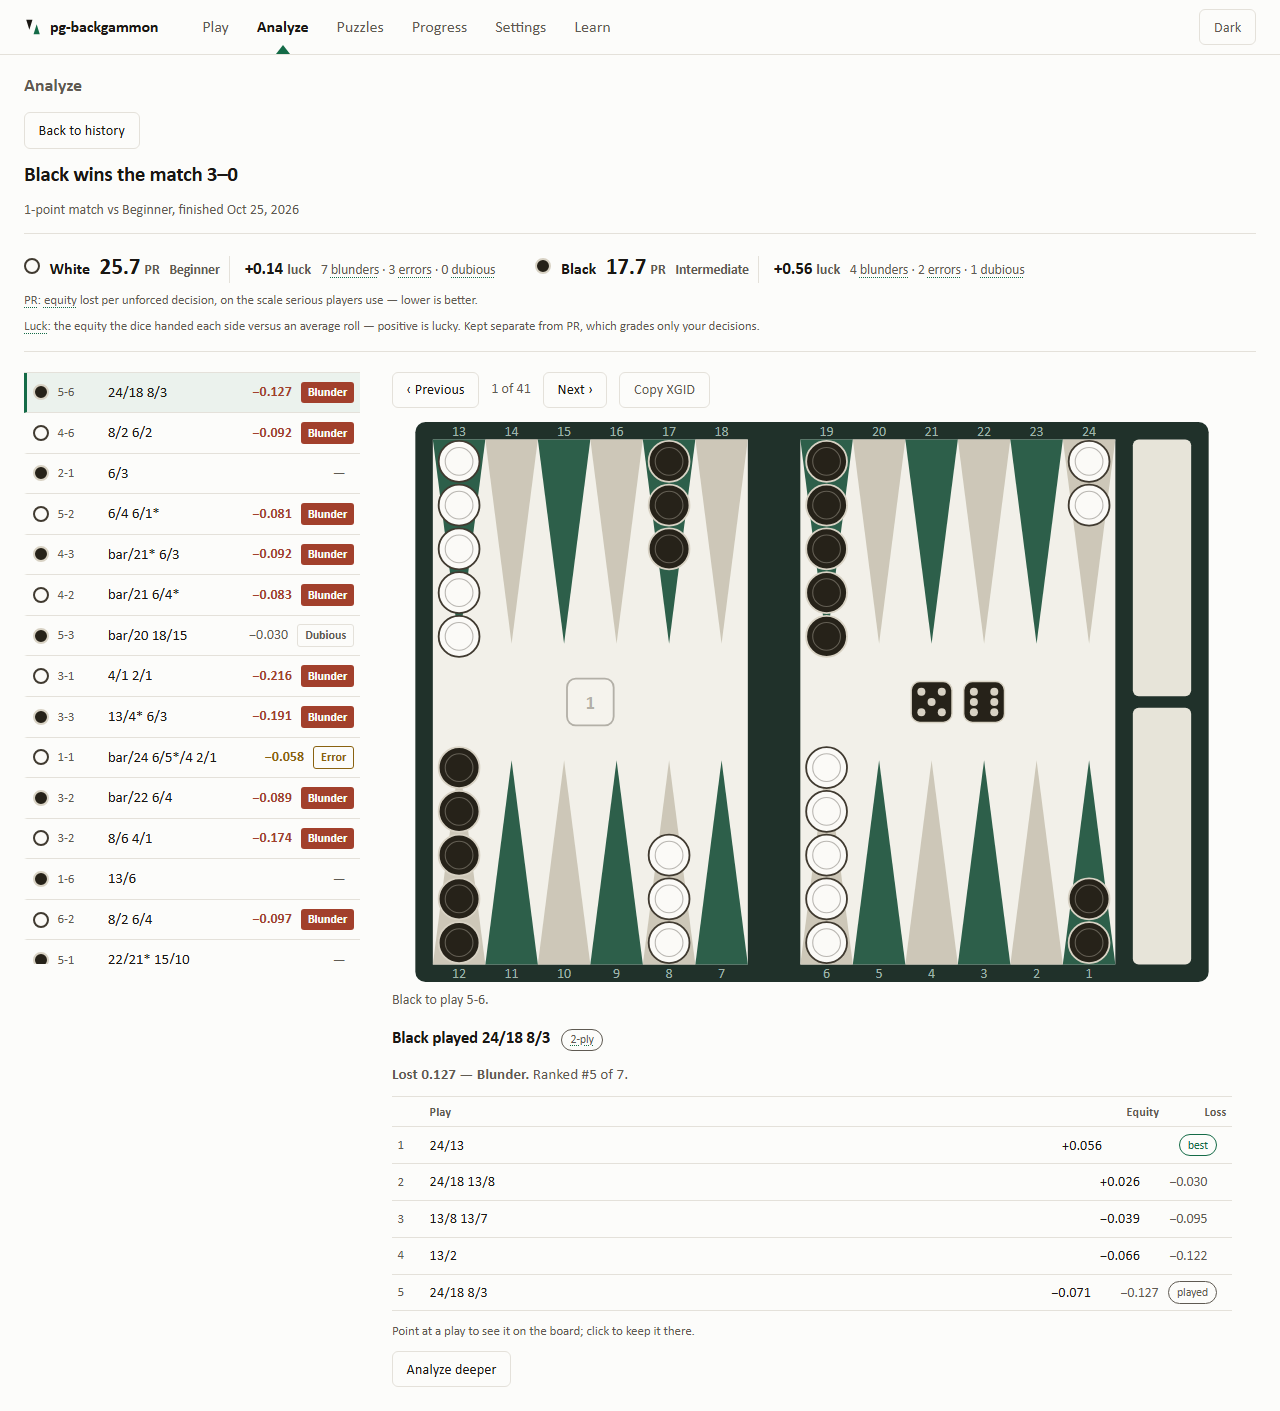 pg-backgammon Play Analyze Puzzles Progress Settings Learn Dark
Analyze
Back to history
Black wins the match 3–0
1-point match vs Beginner, finished Oct 25, 2026
White 25.7 PR Beginner +0.14 luck 7 blunders · 3 errors · 0 dubious Black 17.7 PR Intermediate +0.56 luck 4 blunders · 2 errors · 1 dubious
PR: equity lost per unforced decision, on the scale serious players use — lower is better.
Luck: the equity the dice handed each side versus an average roll — positive is lucky. Kept separate from PR, which grades only your decisions.
5-6 24/18 8/3 −0.127 Blunder
4-6 8/2 6/2 −0.092 Blunder
2-1 6/3 —
5-2 6/4 6/1* −0.081 Blunder
4-3 bar/21* 6/3 −0.092 Blunder
4-2 bar/21 6/4* −0.083 Blunder
5-3 bar/20 18/15 −0.030 Dubious
3-1 4/1 2/1 −0.216 Blunder
3-3 13/4* 6/3 −0.191 Blunder
1-1 bar/24 6/5*/4 2/1 −0.058 Error
3-2 bar/22 6/4 −0.089 Blunder
3-2 8/6 4/1 −0.174 Blunder
1-6 13/6 —
6-2 8/2 6/4 −0.097 Blunder
5-1 22/21* 15/10 —
‹ Previous 1 of 41 Next › Copy XGID
13 14 15 16 17 18 19 20 21 22 23 24
1
12 11 10 9 8 7 6 5 4 3 2 1
Black to play 5-6.
Black played 24/18 8/3 2-ply
Lost 0.127 — Blunder. Ranked #5 of 7.
Play Equity Loss
1 24/13 +0.056 best
2 24/18 13/8 +0.026 −0.030
3 13/8 13/7 −0.039 −0.095
4 13/2 −0.066 −0.122
5 24/18 8/3 −0.071 −0.127 played
Point at a play to see it on the board; click to keep it there.
Analyze deeper